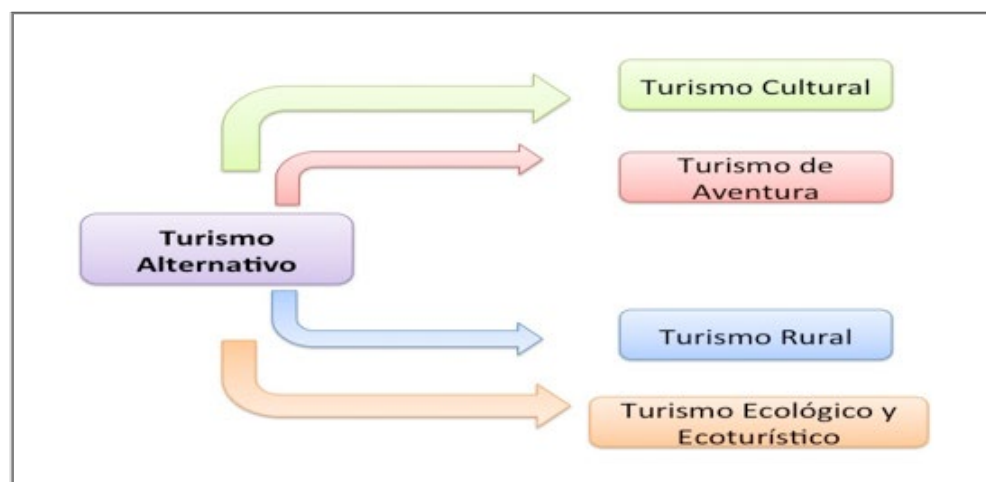 Turismo Cultural
Turismo de
Aventura
Turismo
Alternativo
Turismo Rural
Turismo Ecológico y
Ecoturístico